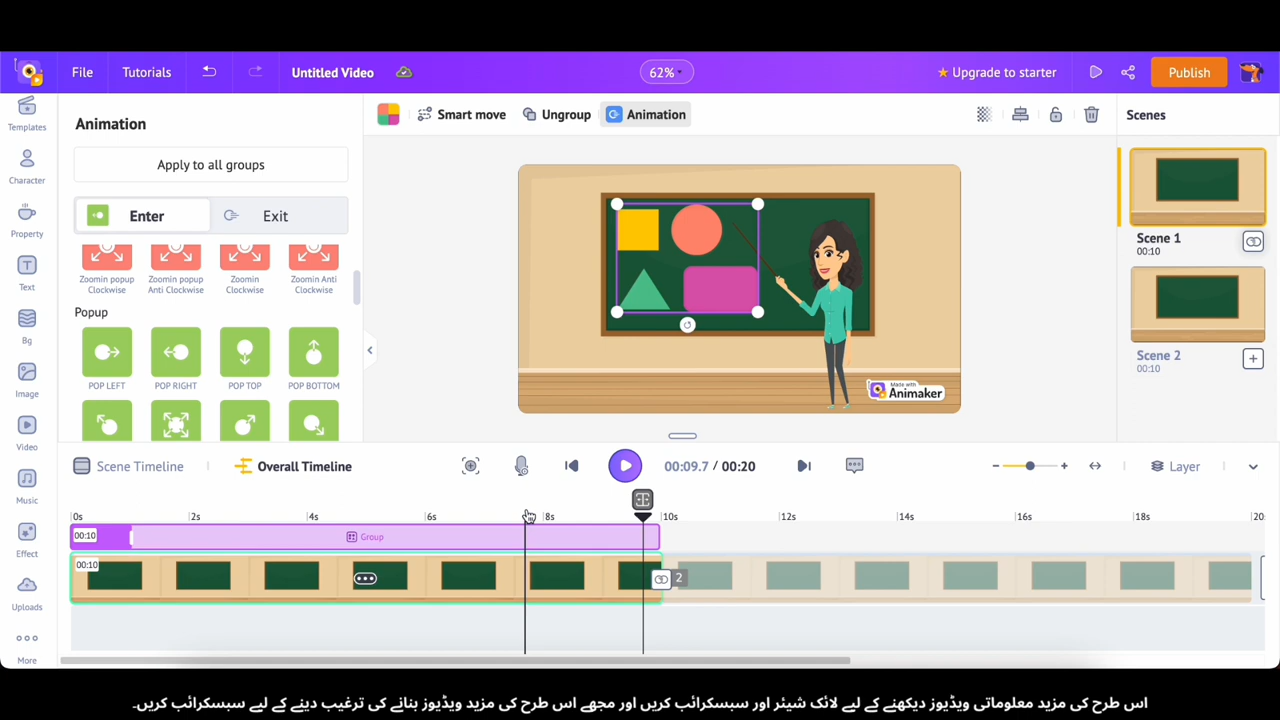 File
Tutorials
Untitled Video
62%
Upgrade to starter
Publish
Templates
Character
Property
Text
Bg
Image
Video
Music
Effect
Uploads
More
Animation
Apply to all groups
Enter
Exit
Zoomin popup Clockwise
Zoomin popup Anti Clockwise
Zoomin Clockwise
Zoomin Anti Clockwise
Popup
POP LEFT
POP RIGHT
POP TOP
POP BOTTOM
Smart move
Ungroup
Animation
Made with
Animaker
Scenes
Scene 1
00:10
Scene 2
00:10
Scene Timeline
Overall Timeline
00:09.7 / 00:20
Layer
0s 2s 4s 6s 8s 10s 12s 14s 16s 18s 20s
00:10
Group
00:10
2
اس طرح کی مزید معلوماتی ویڈیوز دیکھنے کے لیے لائک شیئر اور سبسکرائب کریں اور مجھے اس طرح کی مزید ویڈیوز بنانے کی ترغیب دینے کے لیے سبسکرائب کریں۔